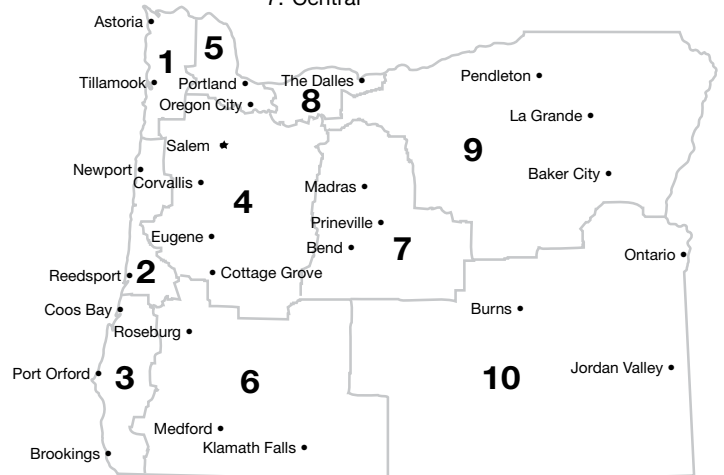 7. Central
Astoria
5
1
Tillamook
Portland
The Dalles
Pendleton
8
Oregon City
La Grande
Salem
9
Newport
Corvallis
Madras
Baker City
4
Prineville
Eugene
Bend
7
Ontario
Reedsport
2
Cottage Grove
Coos Bay
Burns
Roseburg
Port Orford
3
6
10
Jordan Valley
Medford
Klamath Falls
Brookings